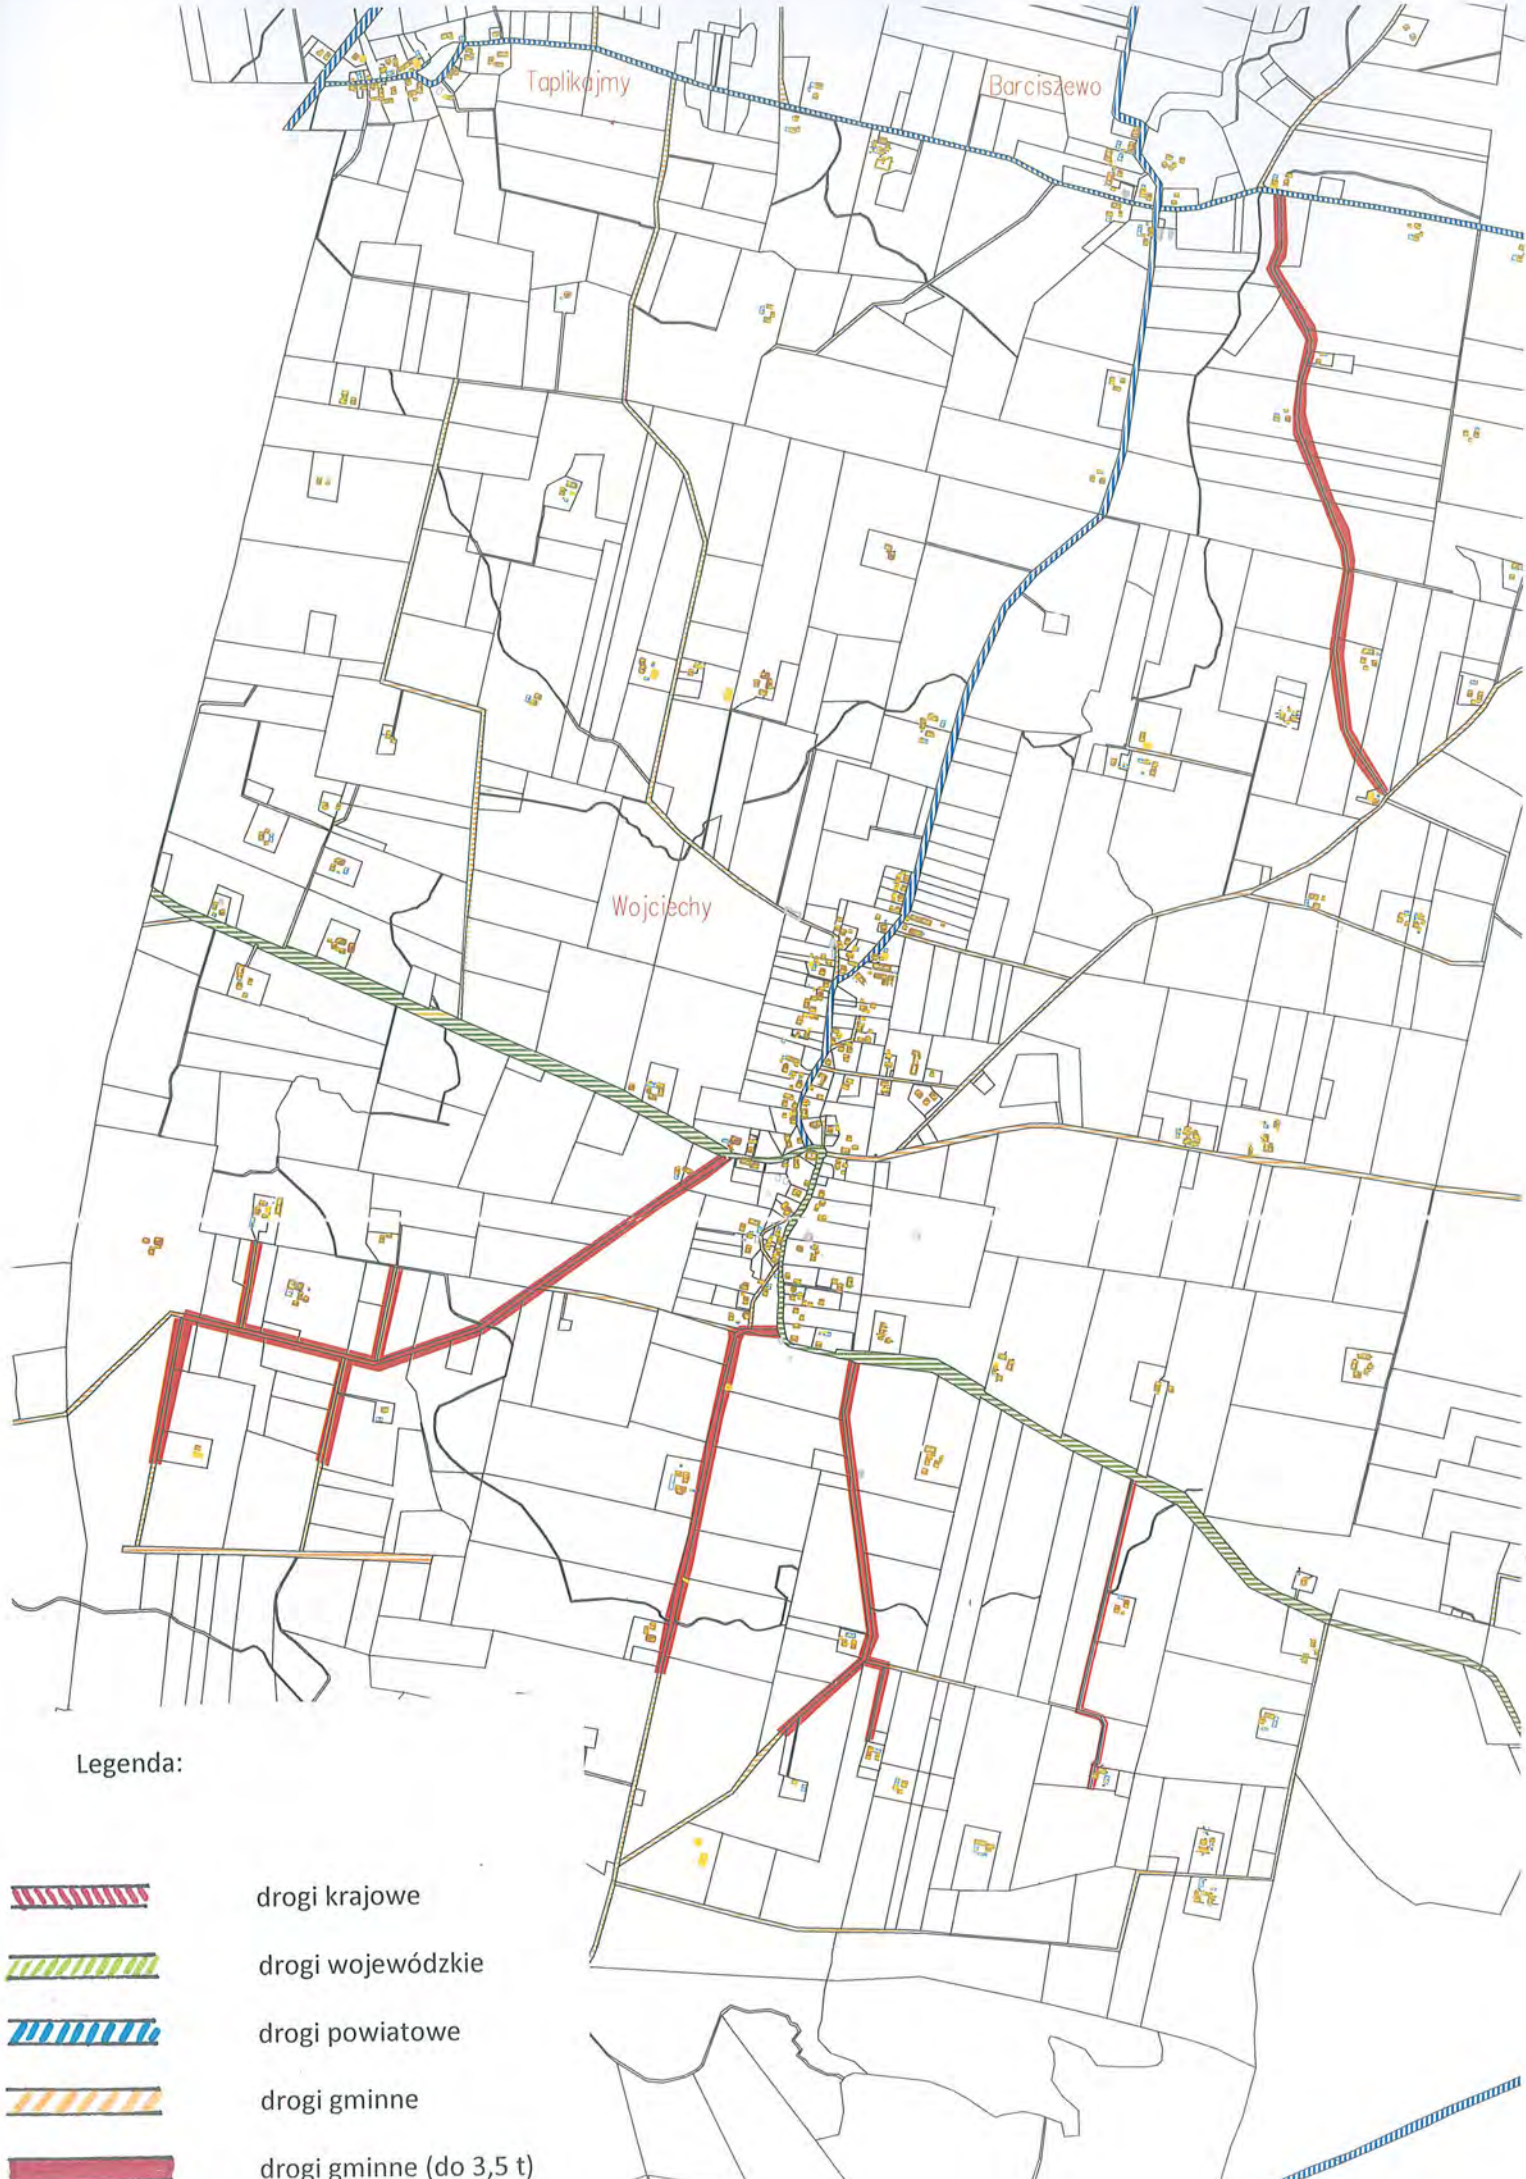 Taplikajmy
Barciszewo
Wojciechy
Legenda:
drogi krajowe
drogi wojewódzkie
drogi powiatowe
drogi gminne
drogi gminne (do 3,5 t)